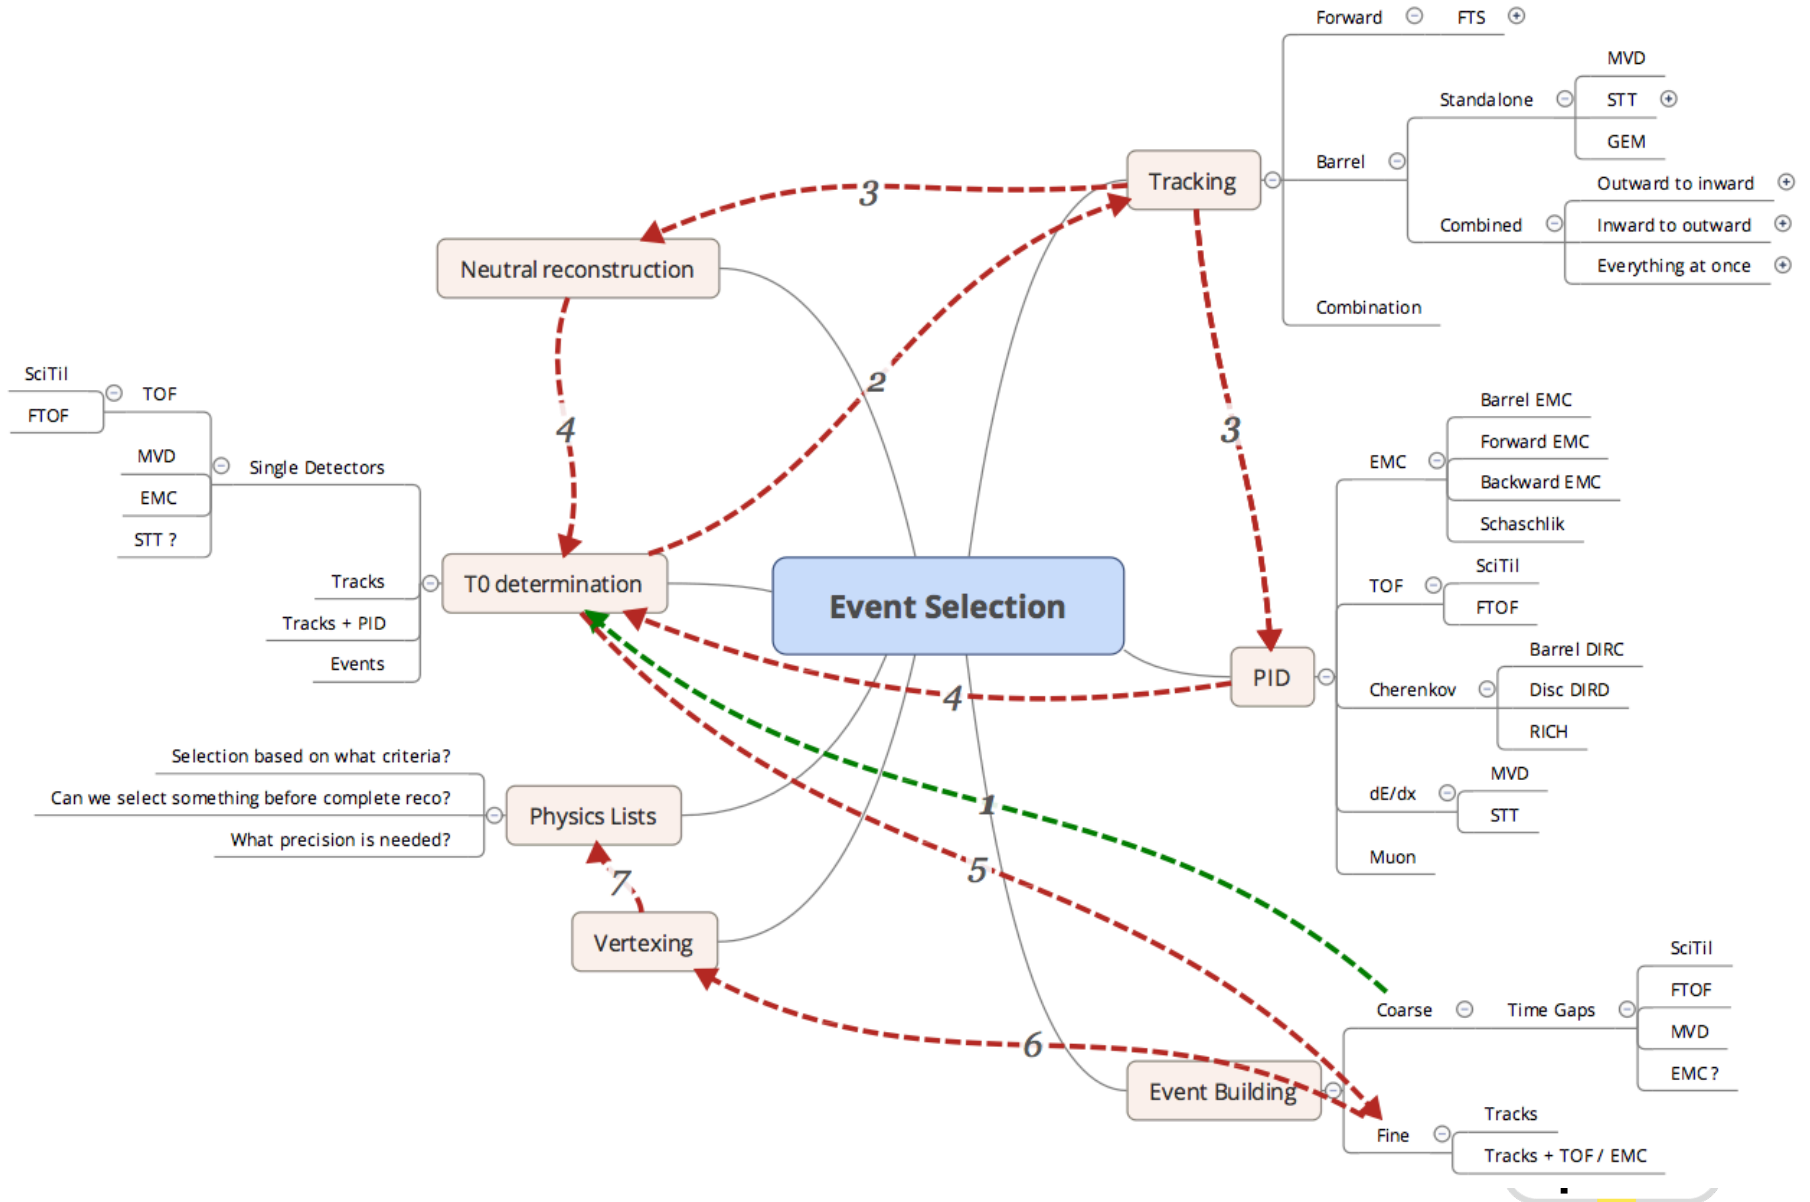 Event Selection
Tracking
Forward
FTS
Barrel
Standalone
MVD
STT
GEM
Combined
Outward to inward
Inward to outward
Everything at once
Combination
3
Neutral reconstruction
2
3
4
SciTil
FTOF
TOF
MVD
EMC
STT ?
Single Detectors
Tracks
Tracks + PID
Events
T0 determination
PID
EMC
Barrel EMC
Forward EMC
Backward EMC
Schaschlik
TOF
SciTil
FTOF
Cherenkov
Barrel DIRC
Disc DIRD
RICH
dE/dx
MVD
STT
Muon
4
Selection based on what criteria?
Can we select something before complete reco?
What precision is needed?
Physics Lists
1
5
7
Vertexing
6
Event Building
Coarse
Time Gaps
SciTil
FTOF
MVD
EMC ?
Fine
Tracks
Tracks + TOF / EMC